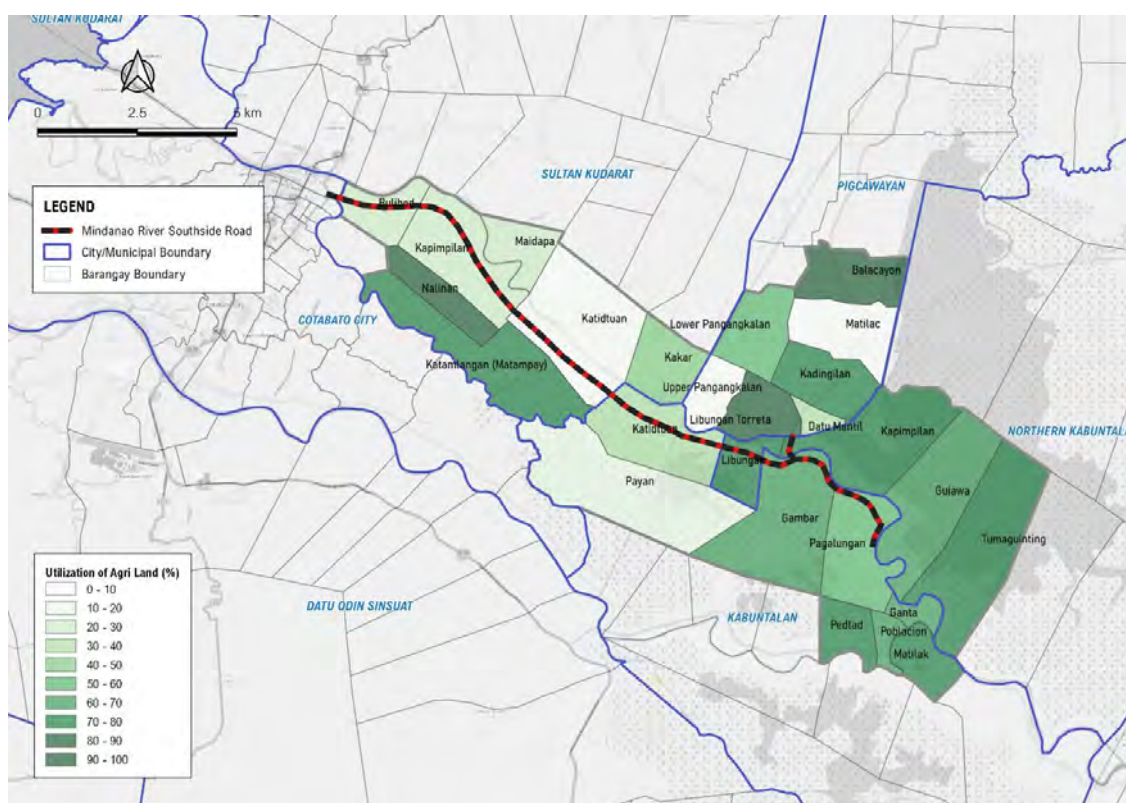 SULTAN KUDARAT
0 2.5 5 km
LEGEND
Mindanao River Southside Road
City/Municipal Boundary
Barangay Boundary
SULTAN KUDARAT
PIGCAWAYAN
Bulibod
Maidapa
Kapimpilan
Balacayon
Nalinan
COTABATO CITY
Katidtuan
Lower Pangangkalan
Matilac
Kakar
Katamlangan (Matampay)
Kadingilan
Upper Pangangkalan
Libungan Torreta
Datu Mantil
Kapimpilan
NORTHERN KABUNTALA
Katidtuan
Libungan
Payan
Guiawa
Gambar
Pagalungan
Tumaguinting
Utilization of Agri Land (%)
0 - 10
10 - 20
20 - 30
30 - 40
40 - 50
50 - 60
60 - 70
70 - 80
80 - 90
90 - 100
DATU ODIN SINSUAT
KABUNTALAN
Ganta
Pedtad
Poblacion
Matilak